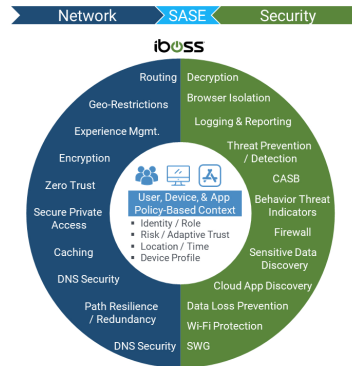 Network
SASE
Security
iboss
Routing
Geo-Restrictions
Experience Mgmt.
Encryption
Zero Trust
Secure Private
Access
Caching
DNS Security
Path Resilience
/ Redundancy
DNS Security
User, Device, & App
Policy-Based Context
▪ Identity / Role
▪ Risk / Adaptive Trust
▪ Location / Time
▪ Device Profile
Decryption
Browser Isolation
Logging & Reporting
Threat Prevention
/ Detection
CASB
Behavior Threat
Indicators
Firewall
Sensitive Data
Discovery
Cloud App Discovery
Data Loss Prevention
Wi-Fi Protection
SWG